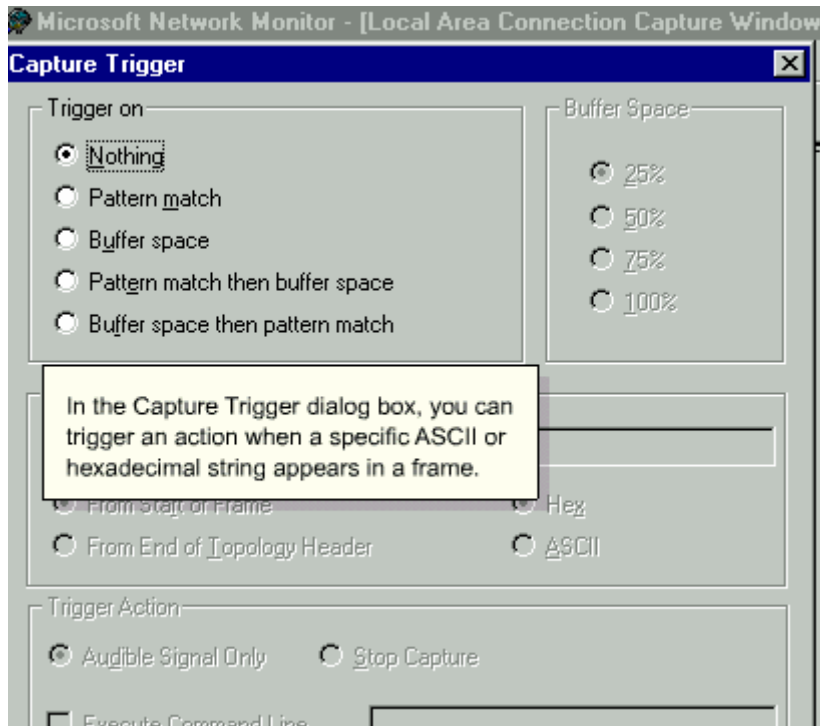 Microsoft Network Monitor - [Local Area Connection Capture Window
Capture Trigger
Trigger on
Nothing
Pattern match
Buffer space
Pattern match then buffer space
Buffer space then pattern match
Buffer Space
25%
50%
75%
100%
In the Capture Trigger dialog box, you can
trigger an action when a specific ASCII or
hexadecimal string appears in a frame.
From Start of Frame
Hex
From End of Topology Header
ASCII
Trigger Action
Audible Signal Only
Stop Capture
Execute Command Line